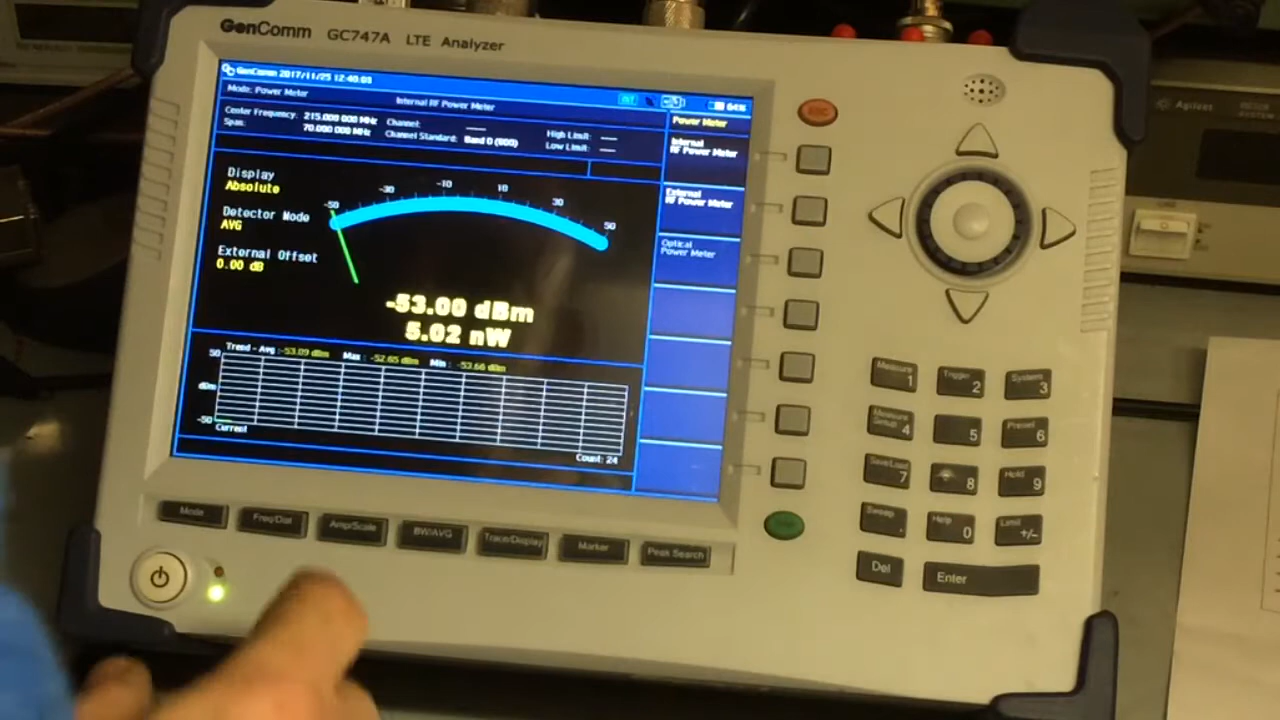 GenComm GC747A LTE Analyzer
GenComm 2017/11/25 12:40:03
64%
Mode: Power Meter
Internal RF Power Meter
Center Frequency: 215.000 000 MHz
Span: 70.000 000 MHz
Channel: ----
Channel Standard: Band 0 (800)
High Limit: ----
Low Limit: ----
Power Meter
Internal
RF Power Meter
External
RF Power Meter
Optical
Power Meter
Display
Absolute
Detector Mode
AVG
External Offset
0.00 dB
-50 -30 -10 10 30 50
-53.00 dBm
5.02 nW
Trend - Avg :-53.09 dBm Max : -52.65 dBm Min : -53.66 dBm
50
dBm
-50
Current
Count: 24
ESC
Measure 1
Trigger 2
System 3
Measure Setup 4
5
Preset 6
Save/Load 7
8
Hold 9
Sweep .
Help 0
Limit +/-
Del
Enter
Mode
Freq/Dist
Amp/Scale
BW/AVG
Trace/Display
Marker
Peak Search
Agilent